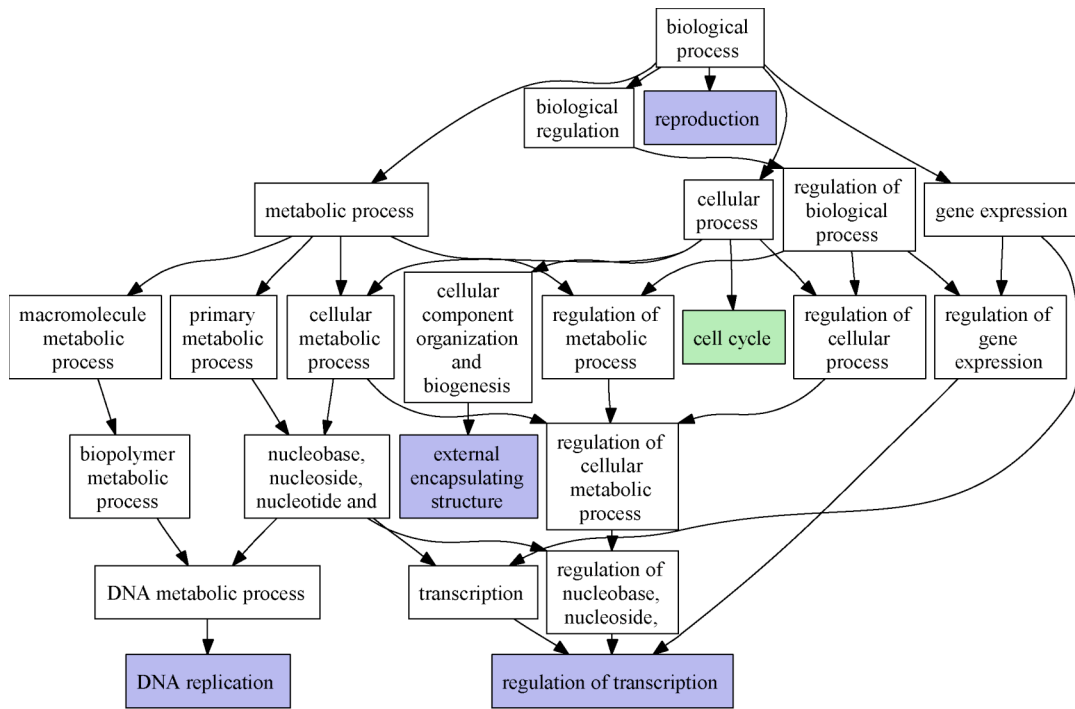 biological
process
biological
regulation
reproduction
metabolic process
cellular
process
regulation of
biological
process
gene expression
macromolecule
metabolic
process
primary
metabolic
process
cellular
metabolic
process
cellular
component
organization
and
biogenesis
regulation of
metabolic
process
cell cycle
regulation of
cellular
process
regulation of
gene
expression
biopolymer
metabolic
process
nucleobase,
nucleoside,
nucleotide and
external
encapsulating
structure
regulation of
cellular
metabolic
process
DNA metabolic process
transcription
regulation of
nucleobase,
nucleoside,
DNA replication
regulation of transcription